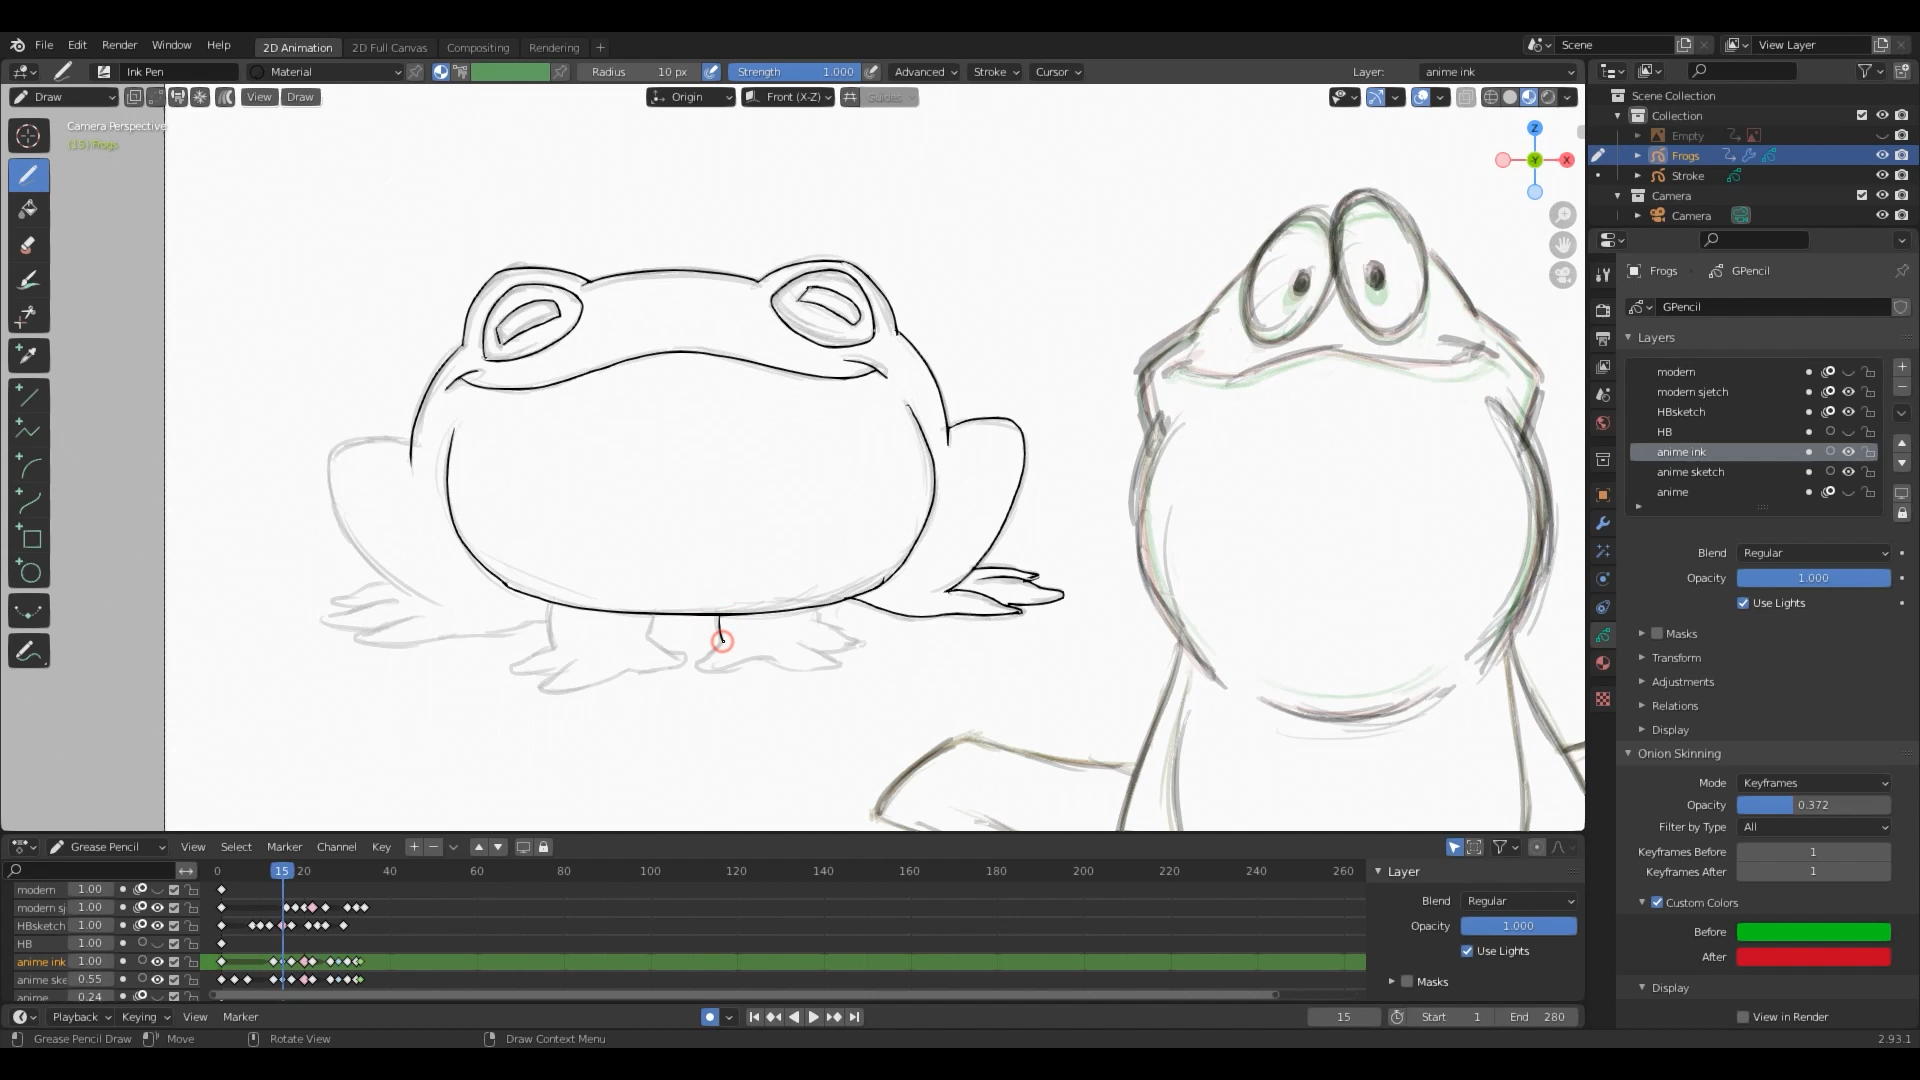 File Edit Render Window Help 2D Animation 2D Full Canvas Compositing Rendering + Scene View Layer
Ink Pen Material Radius 10 px Strength 1.000 Advanced Stroke Cursor Layer: anime ink
Draw View Draw Origin Front (X-Z) Guides
Camera Perspective
(15) Frogs
Z
Y X
Scene Collection
Collection
Empty
Frogs
Stroke
Camera
Camera
Frogs GPencil
GPencil
Layers
modern
modern sjetch
HBsketch
HB
anime ink
anime sketch
anime
Blend Regular
Opacity 1.000
Use Lights
Masks
Transform
Adjustments
Relations
Display
Onion Skinning
Mode Keyframes
Opacity 0.372
Filter by Type All
Keyframes Before 1
Keyframes After 1
Custom Colors
Before
After
Display
View in Render
Grease Pencil View Select Marker Channel Key
0 15 20 40 60 80 100 120 140 160 180 200 220 240 260
modern 1.00
modern sj 1.00
HBsketch 1.00
HB 1.00
anime ink 1.00
anime ske 0.55
anime 0.24
Layer
Blend Regular
Opacity 1.000
Use Lights
Masks
Playback Keying View Marker 15 Start 1 End 280
Grease Pencil Draw Move Rotate View Draw Context Menu 2.93.1